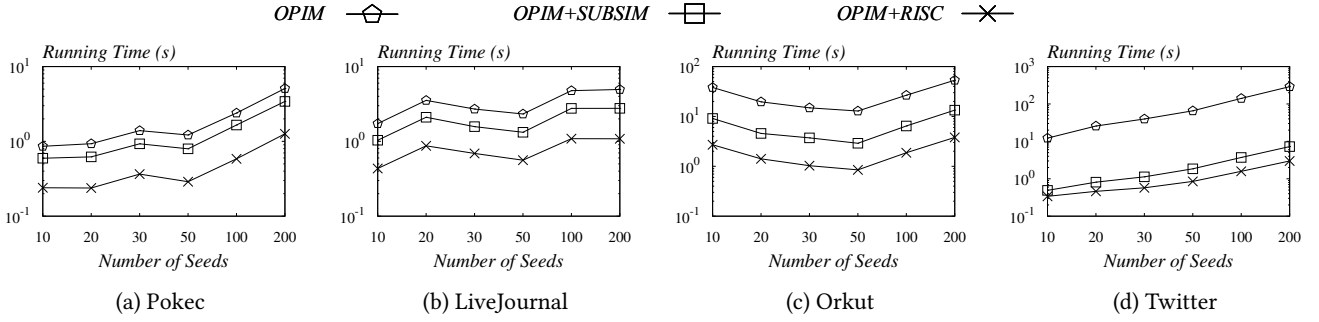 OPIM OPIM+SUBSIM OPIM+RISC
Running Time (s) Running Time (s) Running Time (s) Running Time (s)
10^1 10^1 10^2 10^3
10^1 10^2
10^0 10^0 10^0 10^1
10^0
10^-1 10^-1 10^-1 10^-1
10 20 30 50 100 200 10 20 30 50 100 200 10 20 30 50 100 200 10 20 30 50 100 200
Number of Seeds Number of Seeds Number of Seeds Number of Seeds
(a) Pokec (b) LiveJournal (c) Orkut (d) Twitter